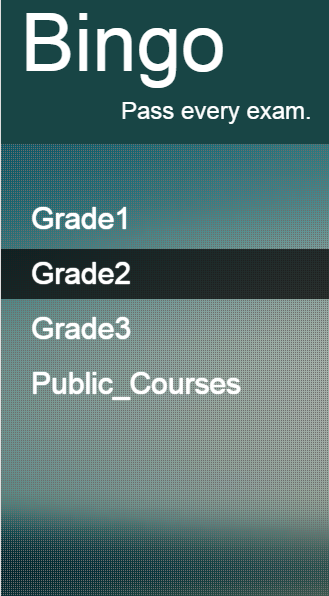 Bingo
Pass every exam.
Grade1
Grade2
Grade3
Public_Courses